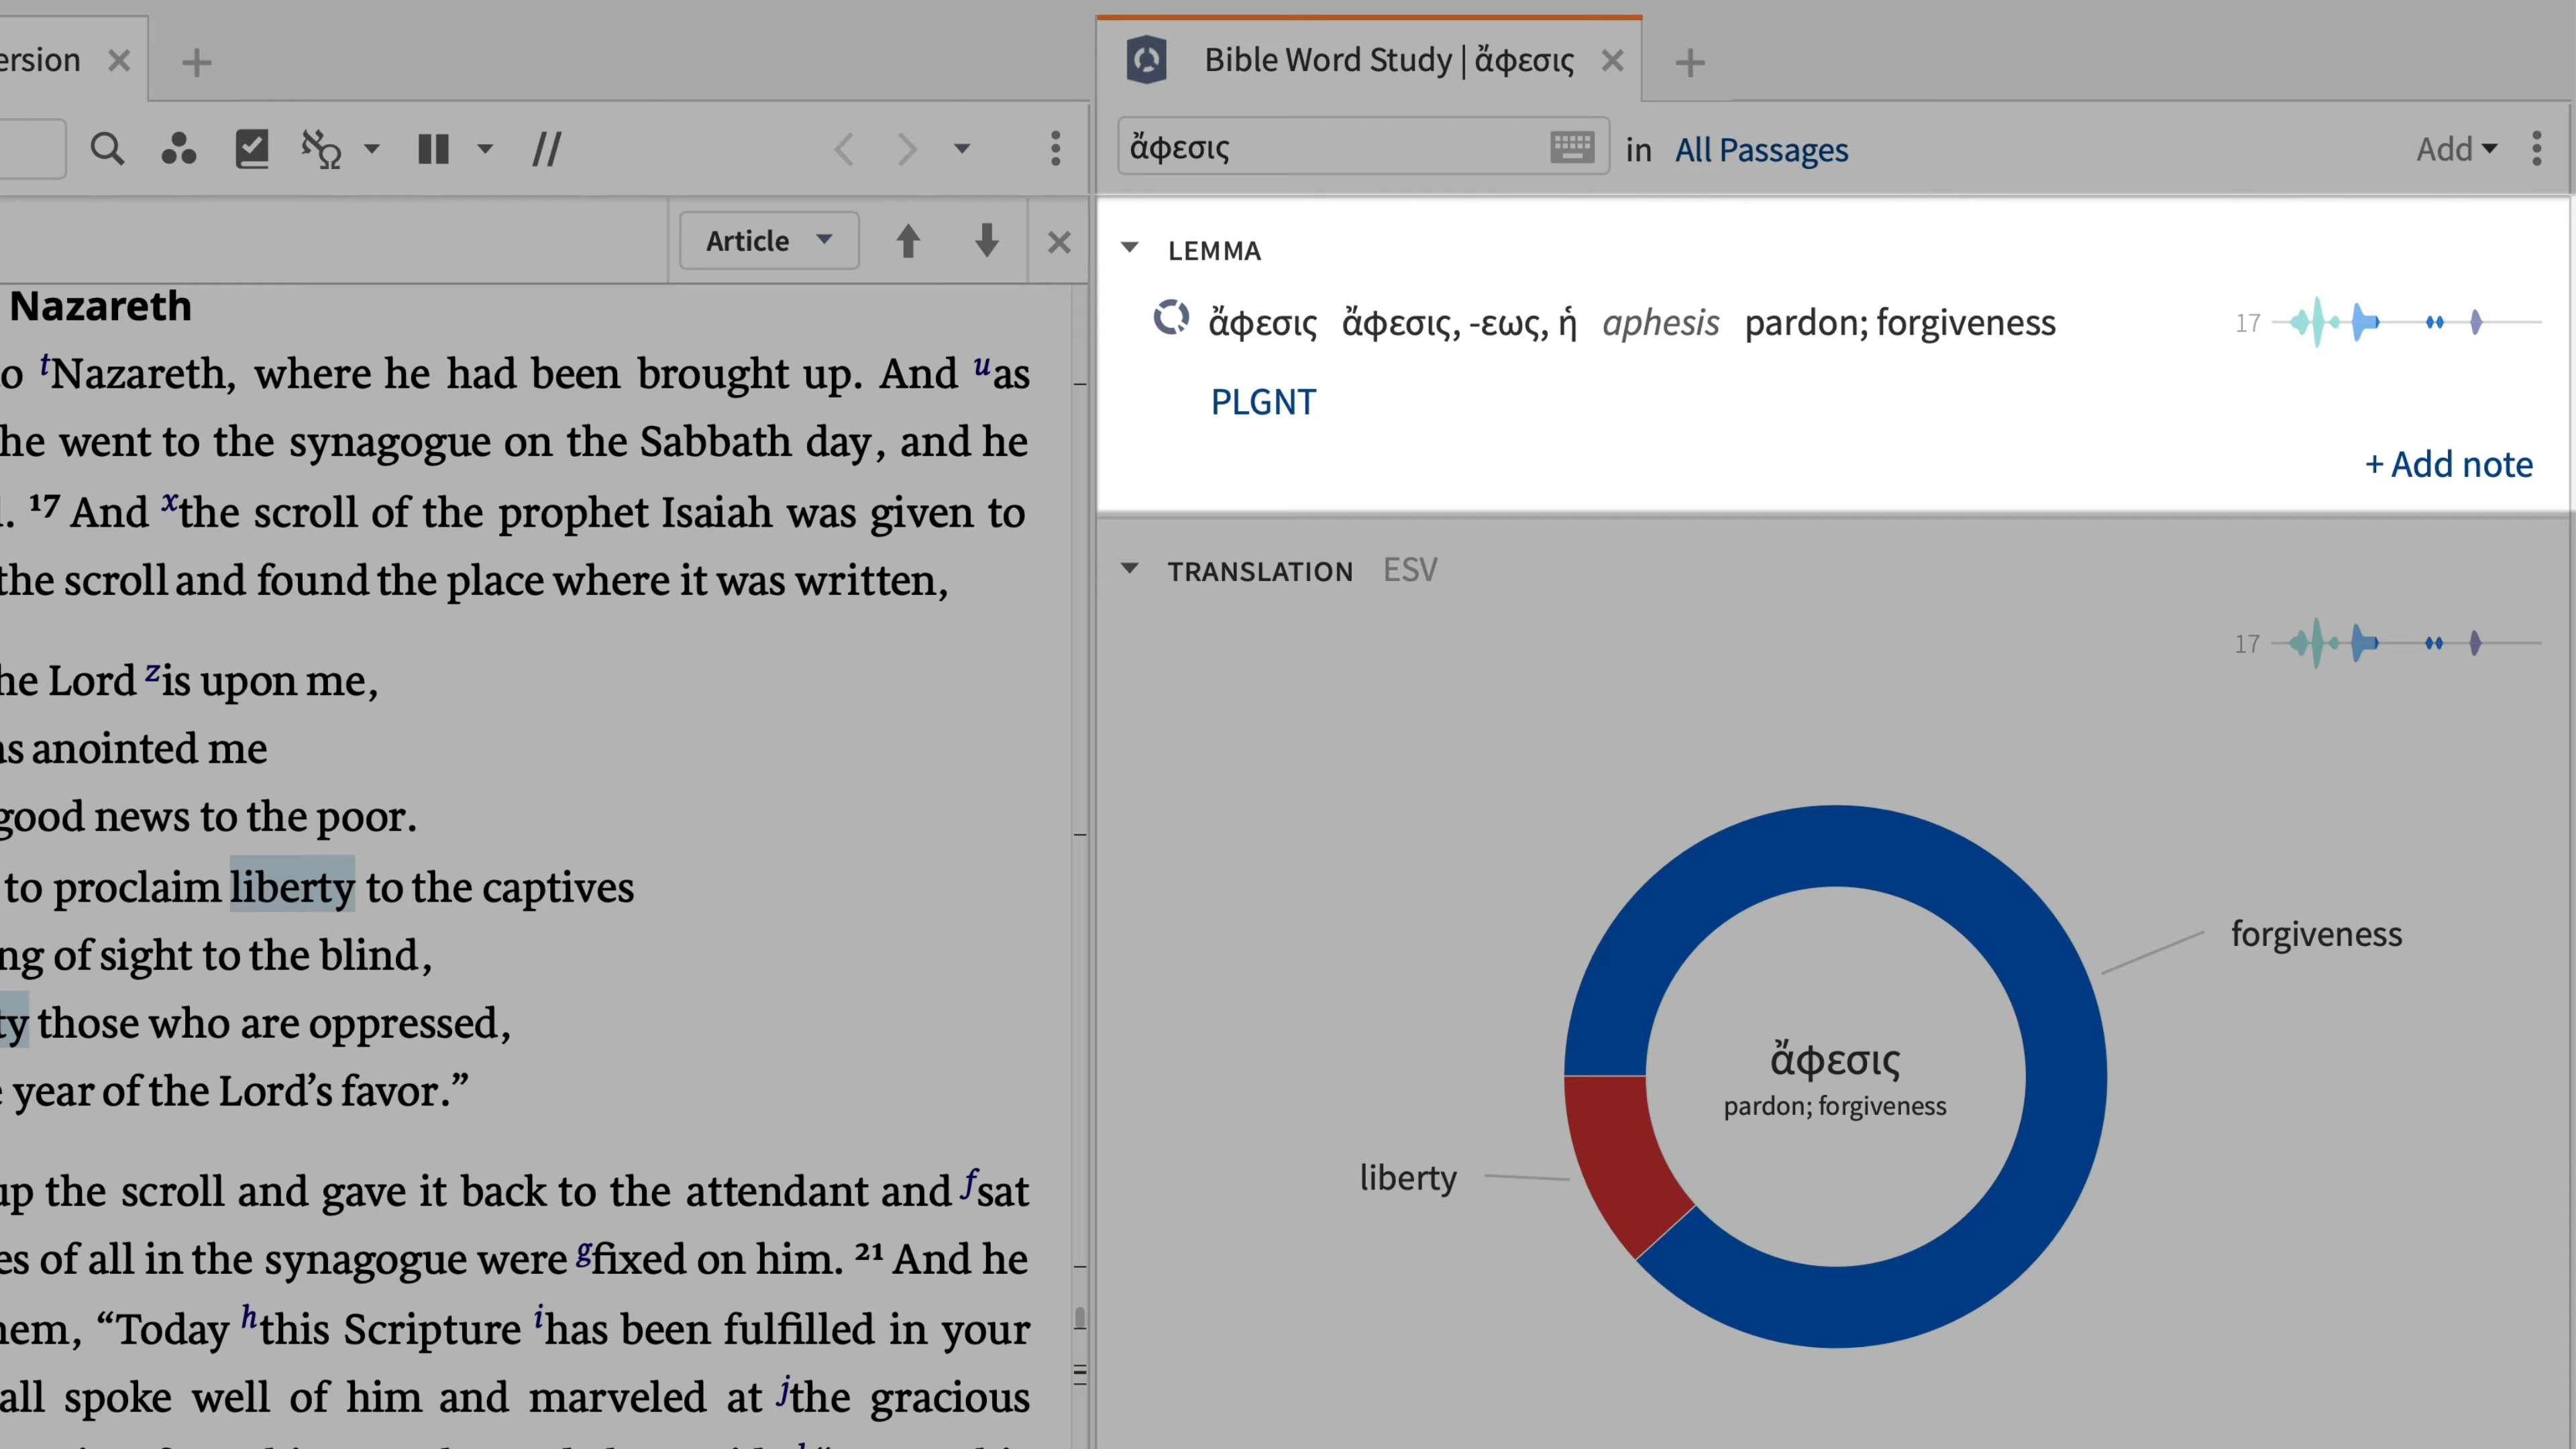 ersion
Bible Word Study | ἄφεσις
ἄφεσις in All Passages Add
Article
Nazareth
o tNazareth, where he had been brought up. And uas
he went to the synagogue on the Sabbath day, and he
. 17 And xthe scroll of the prophet Isaiah was given to
the scroll and found the place where it was written,
he Lord zis upon me,
s anointed me
good news to the poor.
to proclaim liberty to the captives
ng of sight to the blind,
ty those who are oppressed,
e year of the Lord’s favor.”
up the scroll and gave it back to the attendant and fsat
es of all in the synagogue were gfixed on him. 21 And he
hem, “Today hthis Scripture ihas been fulfilled in your
all spoke well of him and marveled at jthe gracious
LEMMA
ἄφεσις ἄφεσις, -εως, ἡ aphesis pardon; forgiveness 17
PLGNT
+ Add note
TRANSLATION ESV
17
forgiveness
ἄφεσις
pardon; forgiveness
liberty